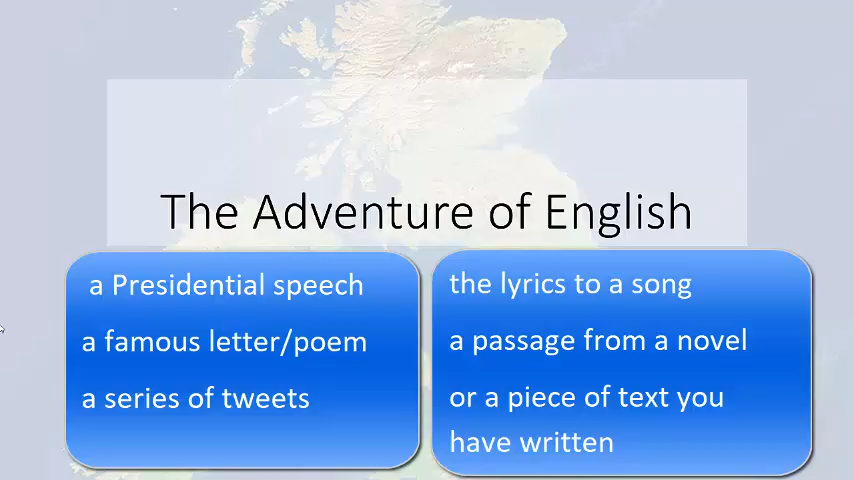 The Adventure of English
a Presidential speech
a famous letter/poem
a series of tweets
the lyrics to a song
a passage from a novel
or a piece of text you
have written